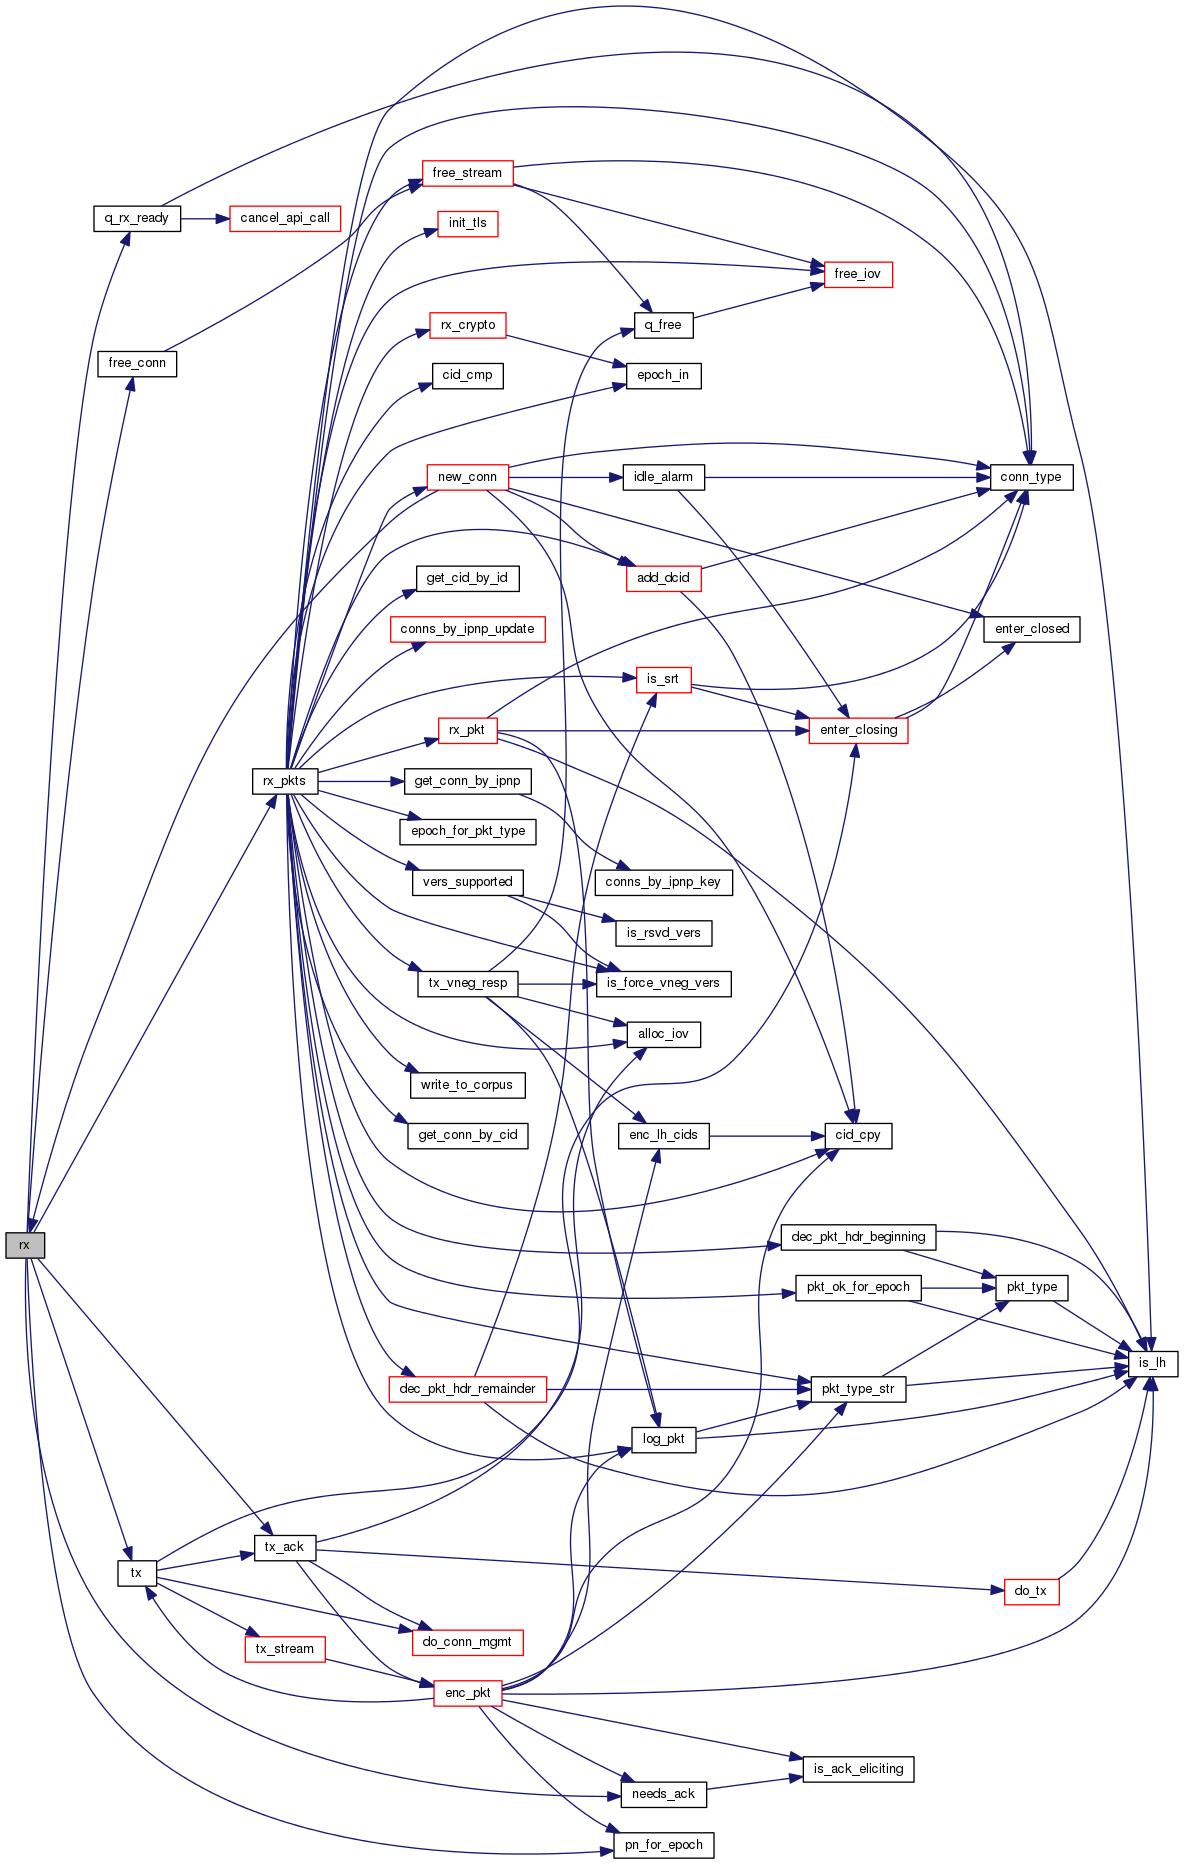 q_rx_ready
cancel_api_call
free_stream
init_tls
free_iov
rx_crypto
q_free
free_conn
cid_cmp
epoch_in
new_conn
idle_alarm
conn_type
get_cid_by_id
add_dcid
conns_by_ipnp_update
enter_closed
is_srt
rx_pkt
enter_closing
rx_pkts
get_conn_by_ipnp
epoch_for_pkt_type
vers_supported
conns_by_ipnp_key
is_rsvd_vers
tx_vneg_resp
is_force_vneg_vers
alloc_iov
write_to_corpus
get_conn_by_cid
enc_lh_cids
cid_cpy
rx
dec_pkt_hdr_beginning
pkt_ok_for_epoch
pkt_type
is_lh
dec_pkt_hdr_remainder
pkt_type_str
log_pkt
tx_ack
tx
do_tx
tx_stream
do_conn_mgmt
enc_pkt
is_ack_eliciting
needs_ack
pn_for_epoch